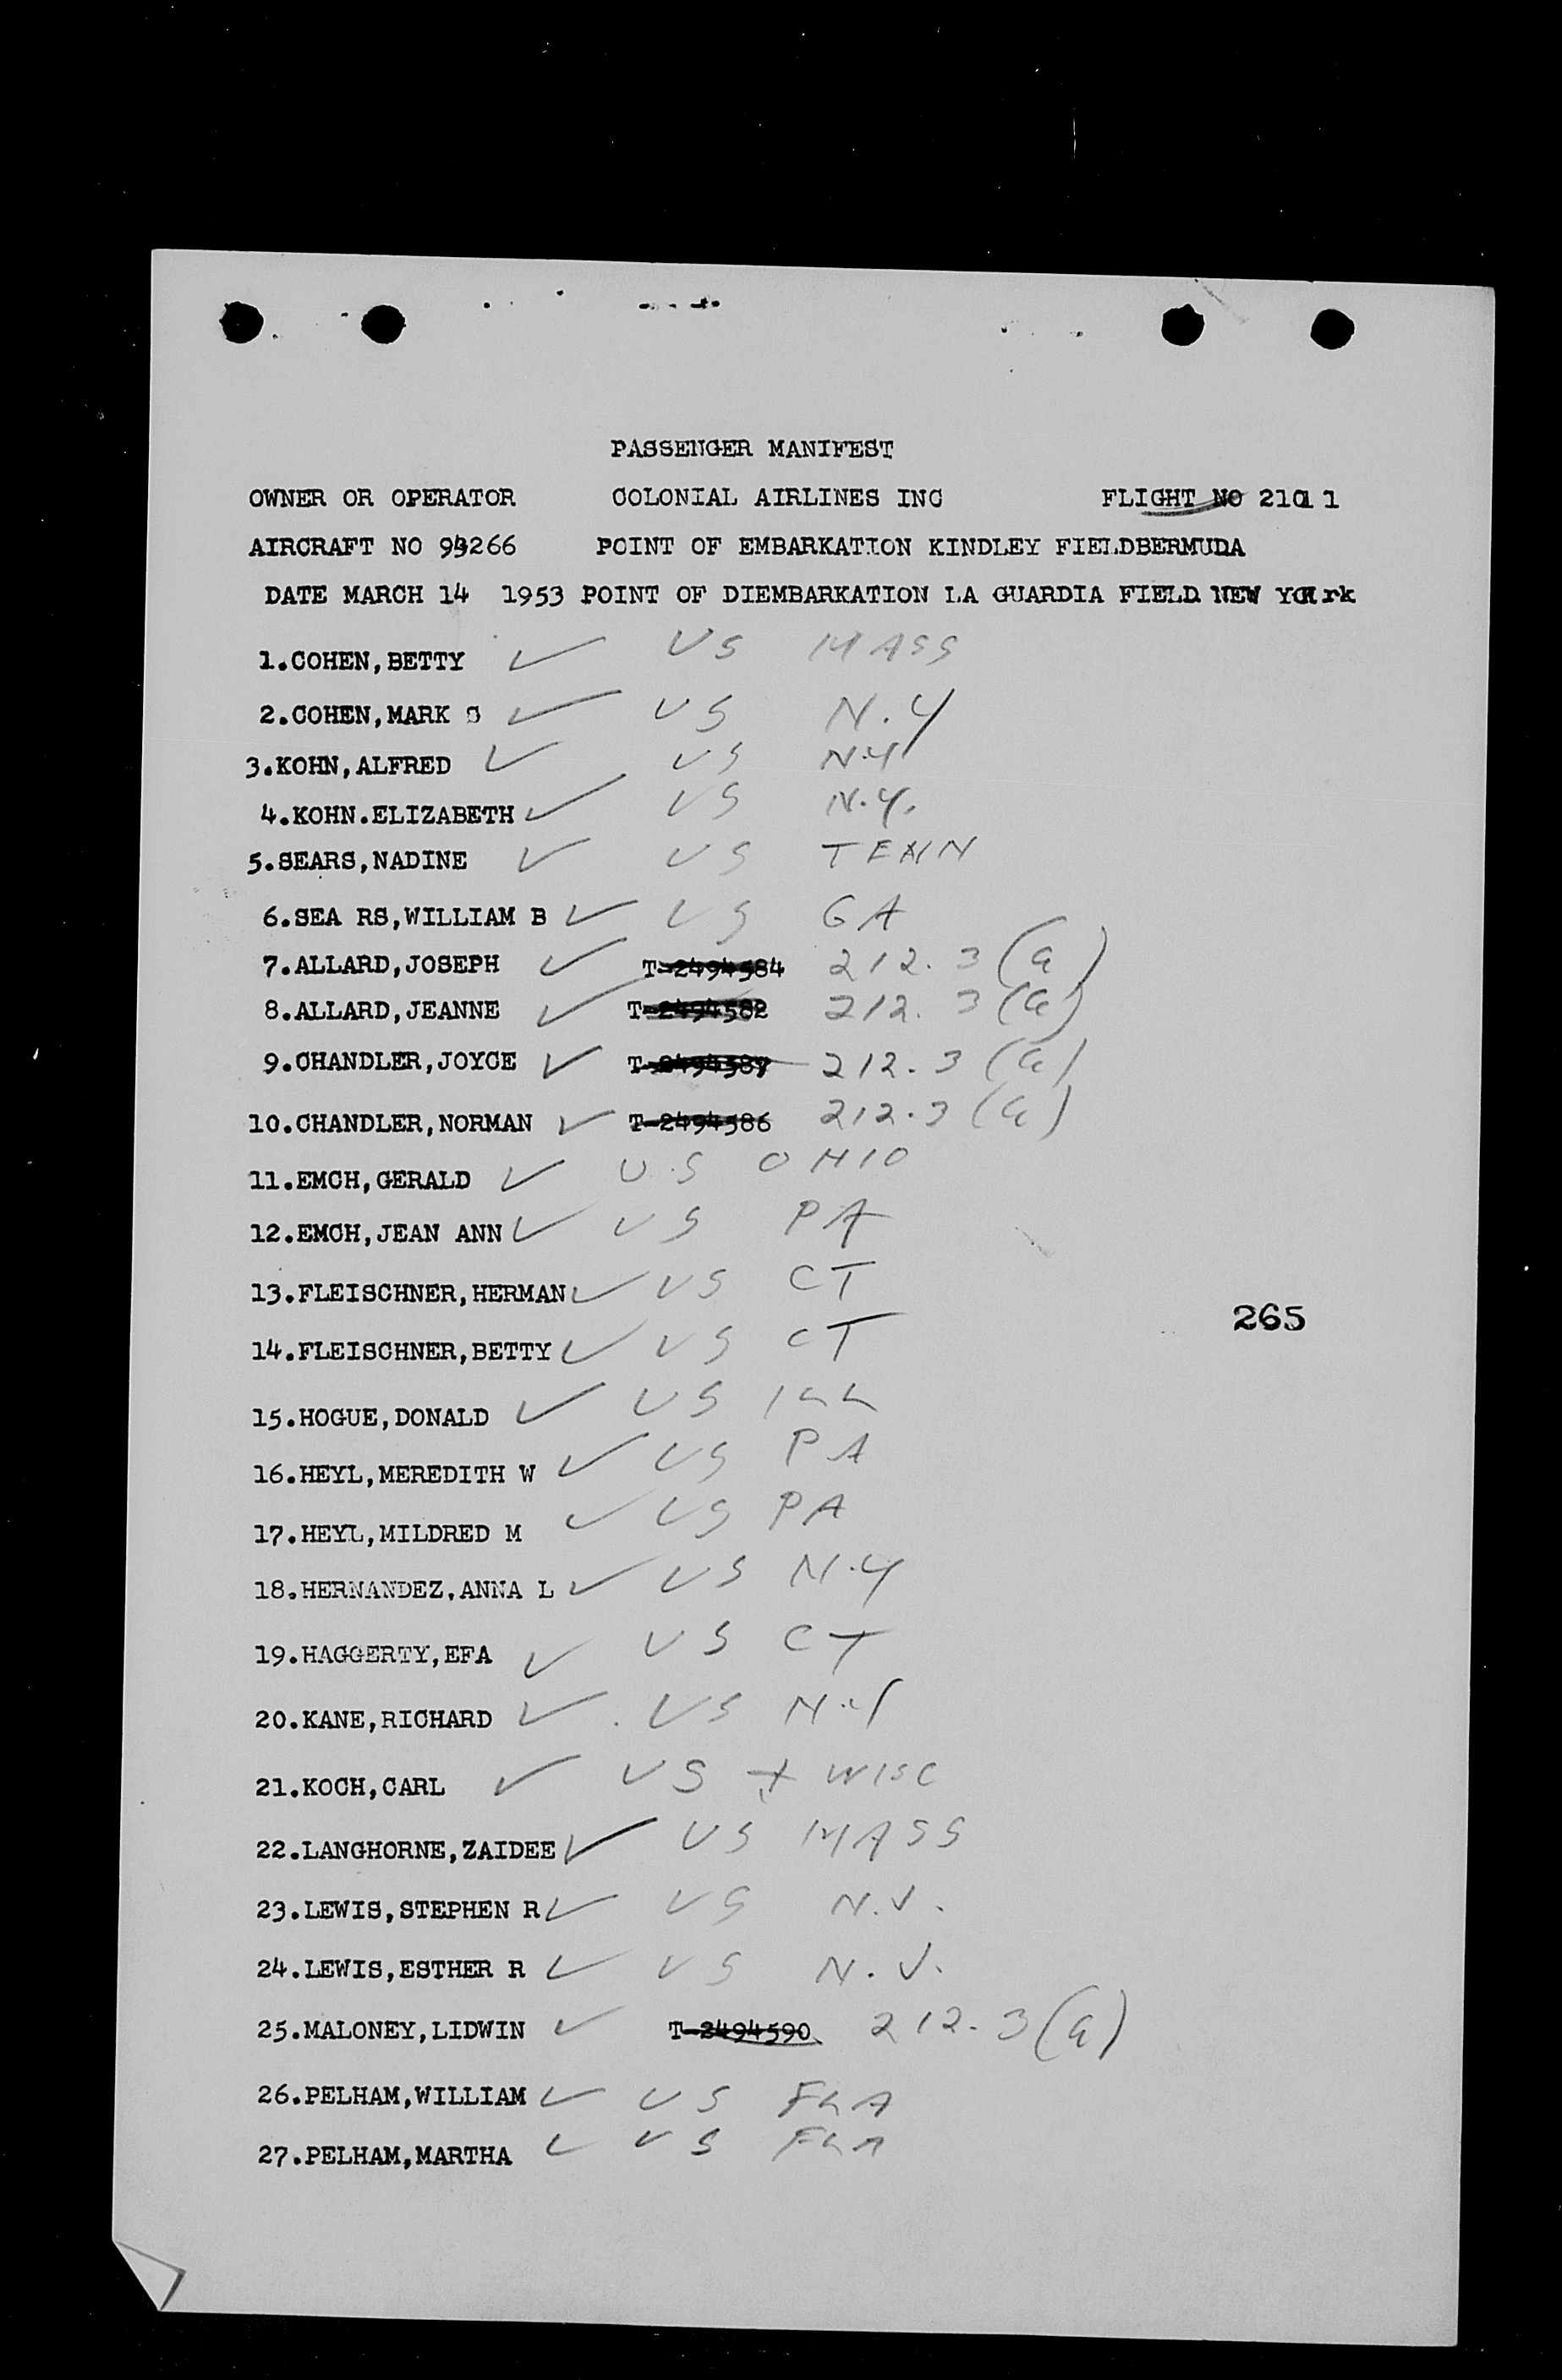 PASSENGER MANIFEST
OWNER OR OPERATOR COLONIAL AIRLINES INC FLIGHT NO 2101 1
AIRCRAFT NO 93266 POINT OF EMBARKATION KINDLEY FIELDBERMUDA
DATE MARCH 14 1953 POINT OF DIEMBARKATION LA GUARDIA FIELD NEW YORk
1.COHEN,BETTY ✓ US MASS
2.COHEN,MARK S ✓ US N.Y
3.KOHN,ALFRED ✓ US N.Y
4.KOHN.ELIZABETH ✓ US N.Y.
5.SEARS,NADINE ✓ US TENN
6.SEA RS,WILLIAM B ✓ US GA
7.ALLARD,JOSEPH ✓ T-2494584 212.3 (a)
8.ALLARD,JEANNE ✓ T-2494582 212.3 (a)
9.CHANDLER,JOYCE ✓ T-2494587 212.3 (a)
10.CHANDLER,NORMAN ✓ T-2494586 212.3 (a)
11.EMCH,GERALD ✓ U.S OHIO
12.EMCH,JEAN ANN ✓ US PA
13.FLEISCHNER,HERMAN ✓ US CT
265
14.FLEISCHNER,BETTY ✓ US CT
15.HOGUE,DONALD ✓ US ILL
16.HEYL,MEREDITH W ✓ US PA
17.HEYL,MILDRED M ✓ US PA
18.HERNANDEZ,ANNA L ✓ US N.Y
19.HAGGERTY,EFA ✓ US CT
20.KANE,RICHARD ✓ US N.Y
21.KOCH,CARL ✓ US WISC
22.LANGHORNE,ZAIDEE ✓ US MASS
23.LEWIS,STEPHEN R ✓ US N.J.
24.LEWIS,ESTHER R ✓ US N.J.
25.MALONEY,LIDWIN ✓ T-2494590 212.3 (a)
26.PELHAM,WILLIAM ✓ US FLA
27.PELHAM,MARTHA ✓ US FLA